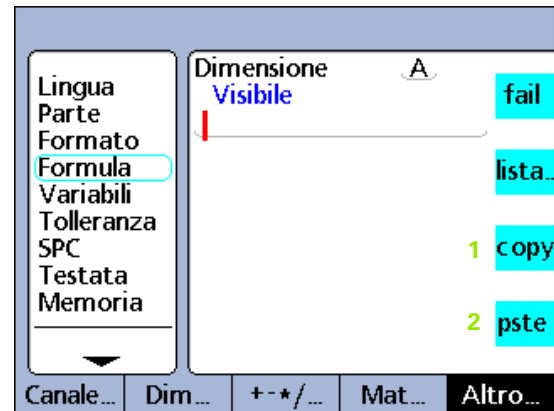 Lingua
Parte
Formato
Formula
Variabili
Tolleranza
SPC
Testata
Memoria
Dimensione A
Visibile
fail
lista..
1 copy
2 pste
Canale... Dim... +-*/... Mat... Altro...